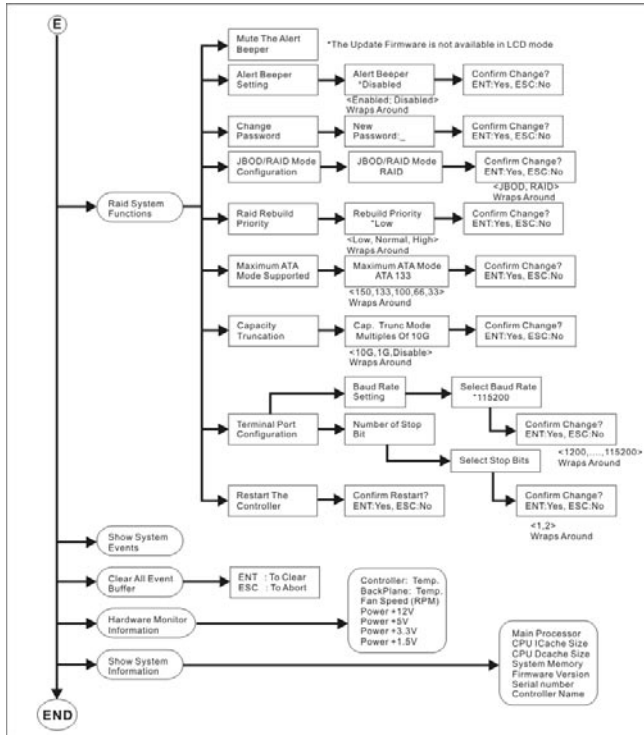 E
Mute The Alert
Beeper
*The Update Firmware is not available in LCD mode
Alert Beeper
Setting
Alert Beeper
*Disabled
Confirm Change?
ENT:Yes, ESC:No
<Enabled; Disabled>
Wraps Around
Change
Password
New
Password:_
Confirm Change?
ENT:Yes, ESC:No
JBOD/RAID Mode
Configuration
JBOD/RAID Mode
RAID
Confirm Change?
ENT:Yes, ESC:No
<JBOD, RAID>
Wraps Around
Raid System
Functions
Raid Rebuild
Priority
Rebuild Priority
*Low
Confirm Change?
ENT:Yes, ESC:No
<Low, Normal, High>
Wraps Around
Maximum ATA
Mode Supported
Maximum ATA Mode
ATA 133
Confirm Change?
ENT:Yes, ESC:No
<150,133,100,66,33>
Wraps Around
Capacity
Truncation
Cap. Trunc Mode
Multiples Of 10G
Confirm Change?
ENT:Yes, ESC:No
<10G,1G,Disable>
Wraps Around
Baud Rate
Setting
Select Baud Rate
*115200
Terminal Port
Configuration
Number of Stop
Bit
Confirm Change?
ENT:Yes, ESC:No
<1200,....,115200>
Wraps Around
Select Stop Bits
Restart The
Controller
Confirm Restart?
ENT:Yes, ESC:No
Confirm Change?
ENT:Yes, ESC:No
<1,2>
Wraps Around
Show System
Events
Clear All Event
Buffer
ENT : To Clear
ESC : To Abort
Hardware Monitor
Information
Controller: Temp.
BackPlane: Temp.
Fan Speed (RPM)
Power +12V
Power +5V
Power +3.3V
Power +1.5V
Show System
Information
Main Processor
CPU ICache Size
CPU Dcache Size
System Memory
Firmware Version
Serial number
Controller Name
END